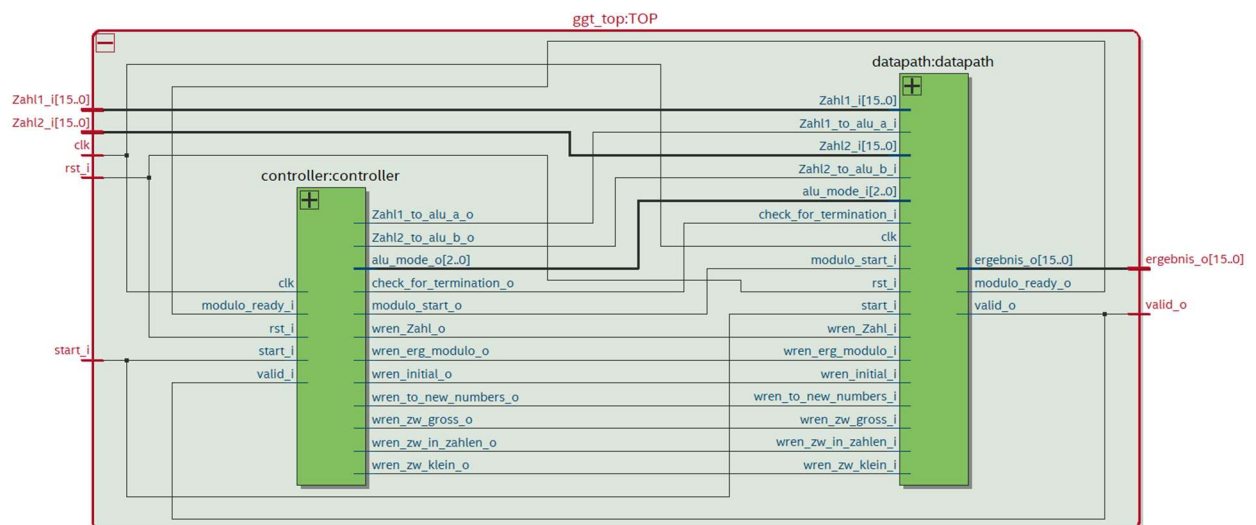 ggt_top:TOP
datapath:datapath
Zahl1_i[15..0]
Zahl2_i[15..0]
clk
rst_i
start_i
controller:controller
clk
modulo_ready_i
rst_i
start_i
valid_i
Zahl1_to_alu_a_o
Zahl2_to_alu_b_o
alu_mode_o[2..0]
check_for_termination_o
modulo_start_o
wren_Zahl_o
wren_erg_modulo_o
wren_initial_o
wren_to_new_numbers_o
wren_zw_gross_o
wren_zw_in_zahlen_o
wren_zw_klein_o
Zahl1_i[15..0]
Zahl1_to_alu_a_i
Zahl2_i[15..0]
Zahl2_to_alu_b_i
alu_mode_i[2..0]
check_for_termination_i
clk
modulo_start_i
rst_i
start_i
wren_Zahl_i
wren_erg_modulo_i
wren_initial_i
wren_to_new_numbers_i
wren_zw_gross_i
wren_zw_in_zahlen_i
wren_zw_klein_i
ergebnis_o[15..0]
modulo_ready_o
valid_o
ergebnis_o[15..0]
valid_o